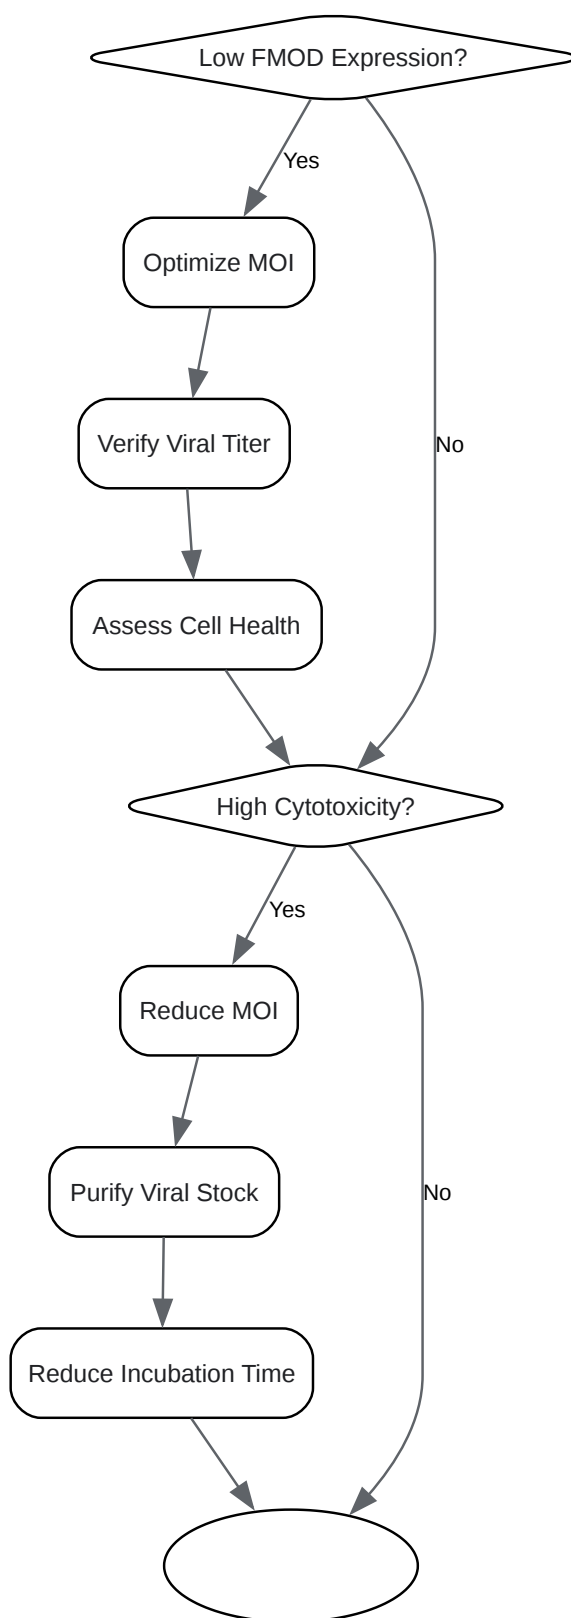 Low FMOD Expression?
Yes
Optimize MOI
Verify Viral Titer
No
Assess Cell Health
High Cytotoxicity?
Yes
Reduce MOI
Purify Viral Stock
No
Reduce Incubation Time